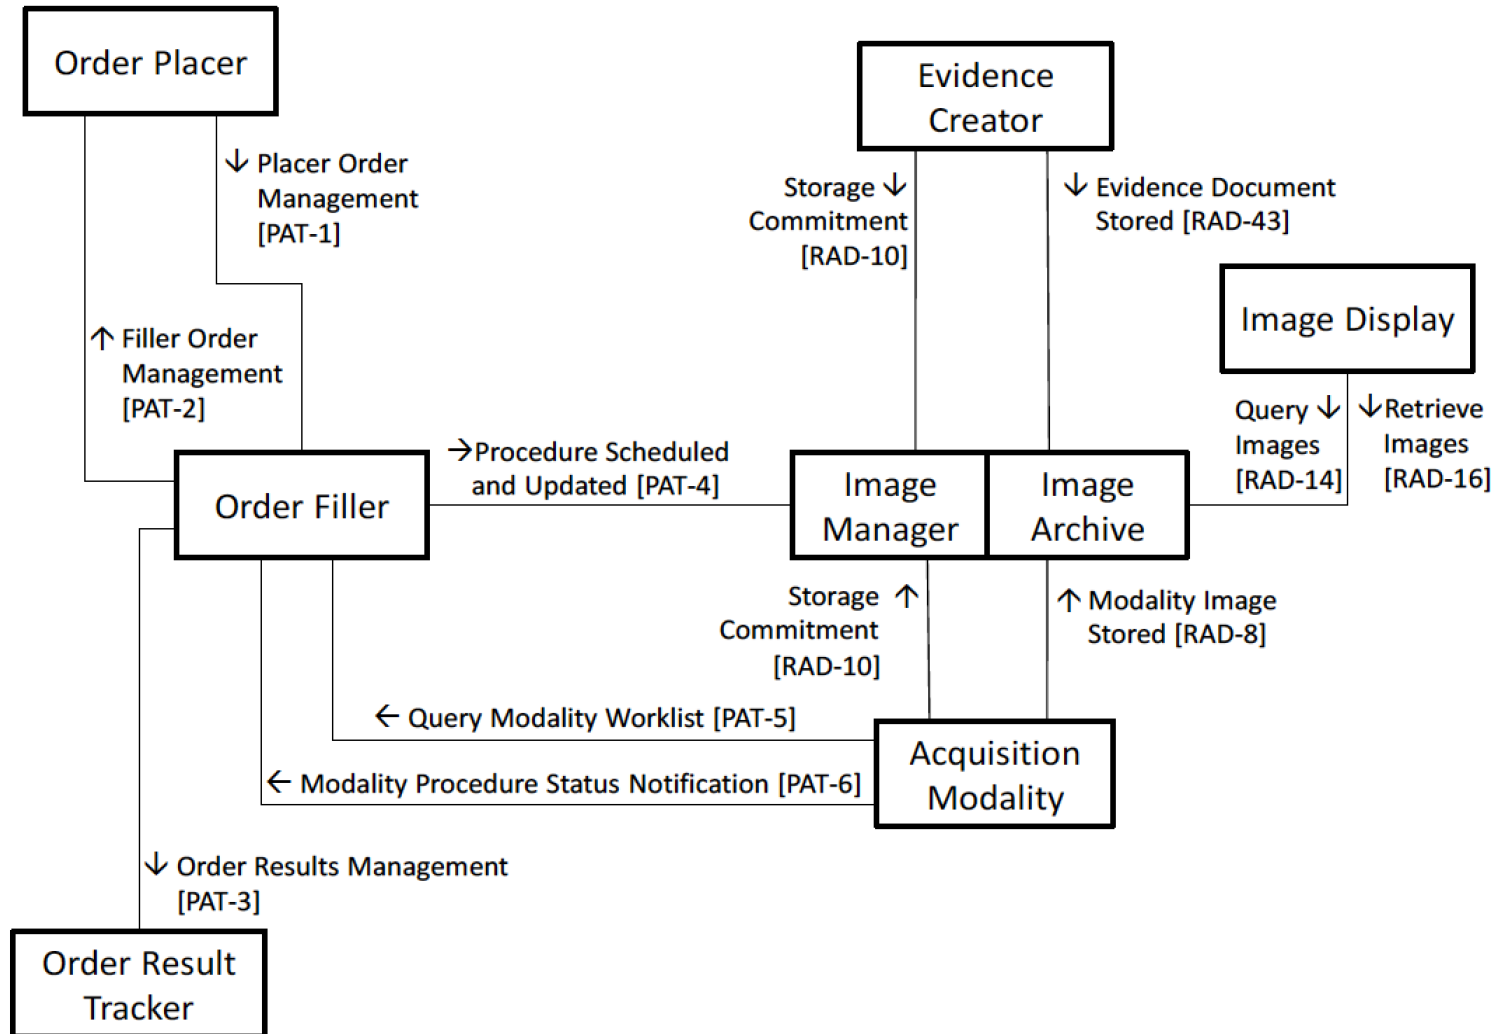 Order Placer
Evidence
Creator
↓ Placer Order
Management
[PAT-1]
Storage ↓
Commitment
[RAD-10]
↓ Evidence Document
Stored [RAD-43]
Image Display
↑ Filler Order
Management
[PAT-2]
Query ↓
Images
[RAD-14]
↓Retrieve
Images
[RAD-16]
→Procedure Scheduled
and Updated [PAT-4]
Order Filler
Image
Manager
Image
Archive
Storage ↑
Commitment
[RAD-10]
↑ Modality Image
Stored [RAD-8]
← Query Modality Worklist [PAT-5]
← Modality Procedure Status Notification [PAT-6]
Acquisition
Modality
↓ Order Results Management
[PAT-3]
Order Result
Tracker